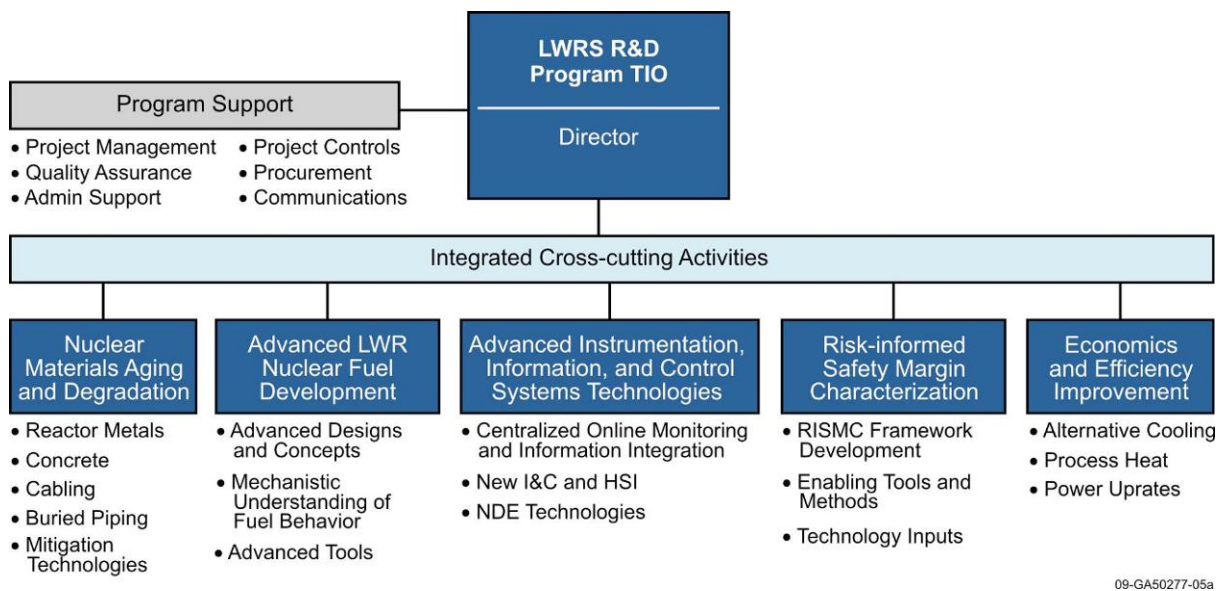 LWRS R&D
Program TIO
Director
Program Support
• Project Management
• Quality Assurance
• Admin Support
• Project Controls
• Procurement
• Communications
Integrated Cross-cutting Activities
Nuclear
Materials Aging
and Degradation
• Reactor Metals
• Concrete
• Cabling
• Buried Piping
• Mitigation
Technologies
Advanced LWR
Nuclear Fuel
Development
• Advanced Designs
and Concepts
• Mechanistic
Understanding of
Fuel Behavior
• Advanced Tools
Advanced Instrumentation,
Information, and Control
Systems Technologies
• Centralized Online Monitoring
and Information Integration
• New I&C and HSI
• NDE Technologies
Risk-informed
Safety Margin
Characterization
• RISMC Framework
Development
• Enabling Tools and
Methods
• Technology Inputs
Economics
and Efficiency
Improvement
• Alternative Cooling
• Process Heat
• Power Uprates
09-GA50277-05a